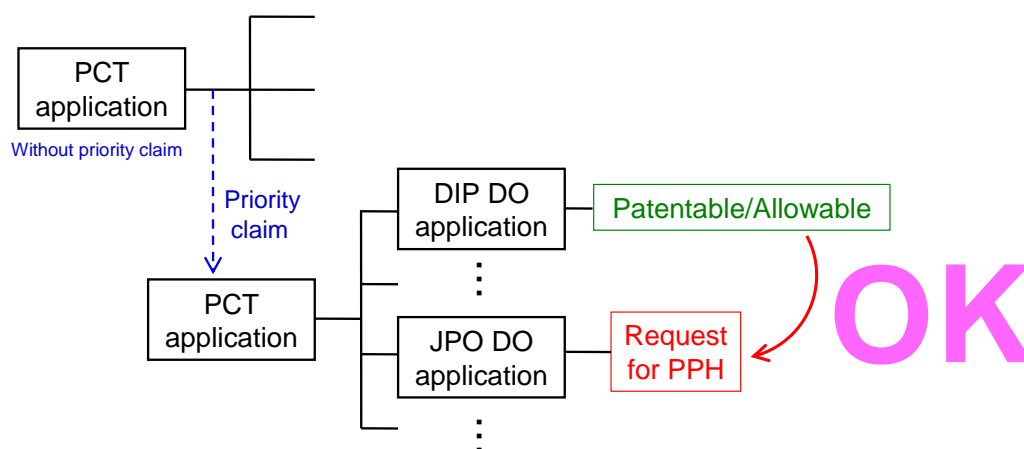 PCT
application
Without priority claim
Priority
claim
DIP DO
application
Patentable/Allowable
PCT
application
JPO DO
application
Request
for PPH
OK